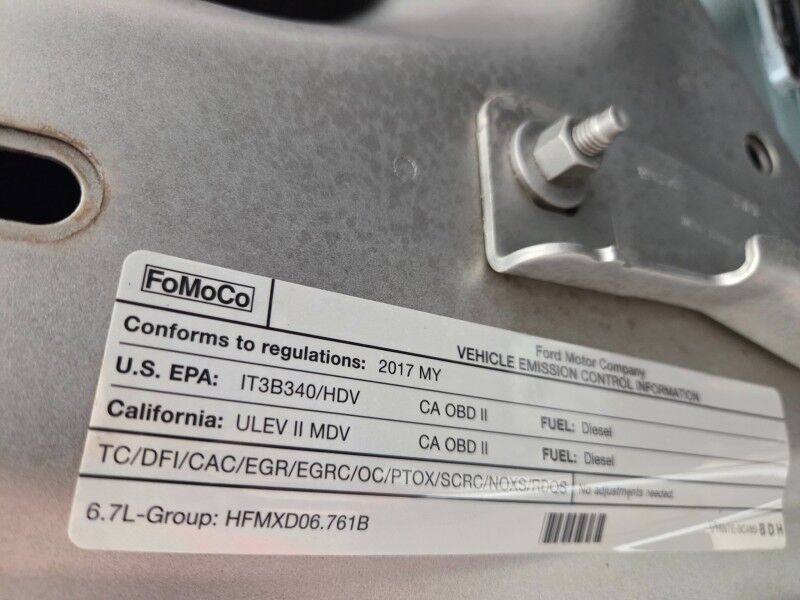 FoMoCo
Ford Motor Company
VEHICLE EMISSION CONTROL INFORMATION
Conforms to regulations: 2017 MY
U.S. EPA: IT3B340/HDV CA OBD II FUEL: Diesel
California: ULEV II MDV CA OBD II FUEL: Diesel
TC/DFI/CAC/EGR/EGRC/OC/PTOX/SCRC/NOXS/RDQS No adjustments needed.
6.7L-Group: HFMXD06.761B
BDH